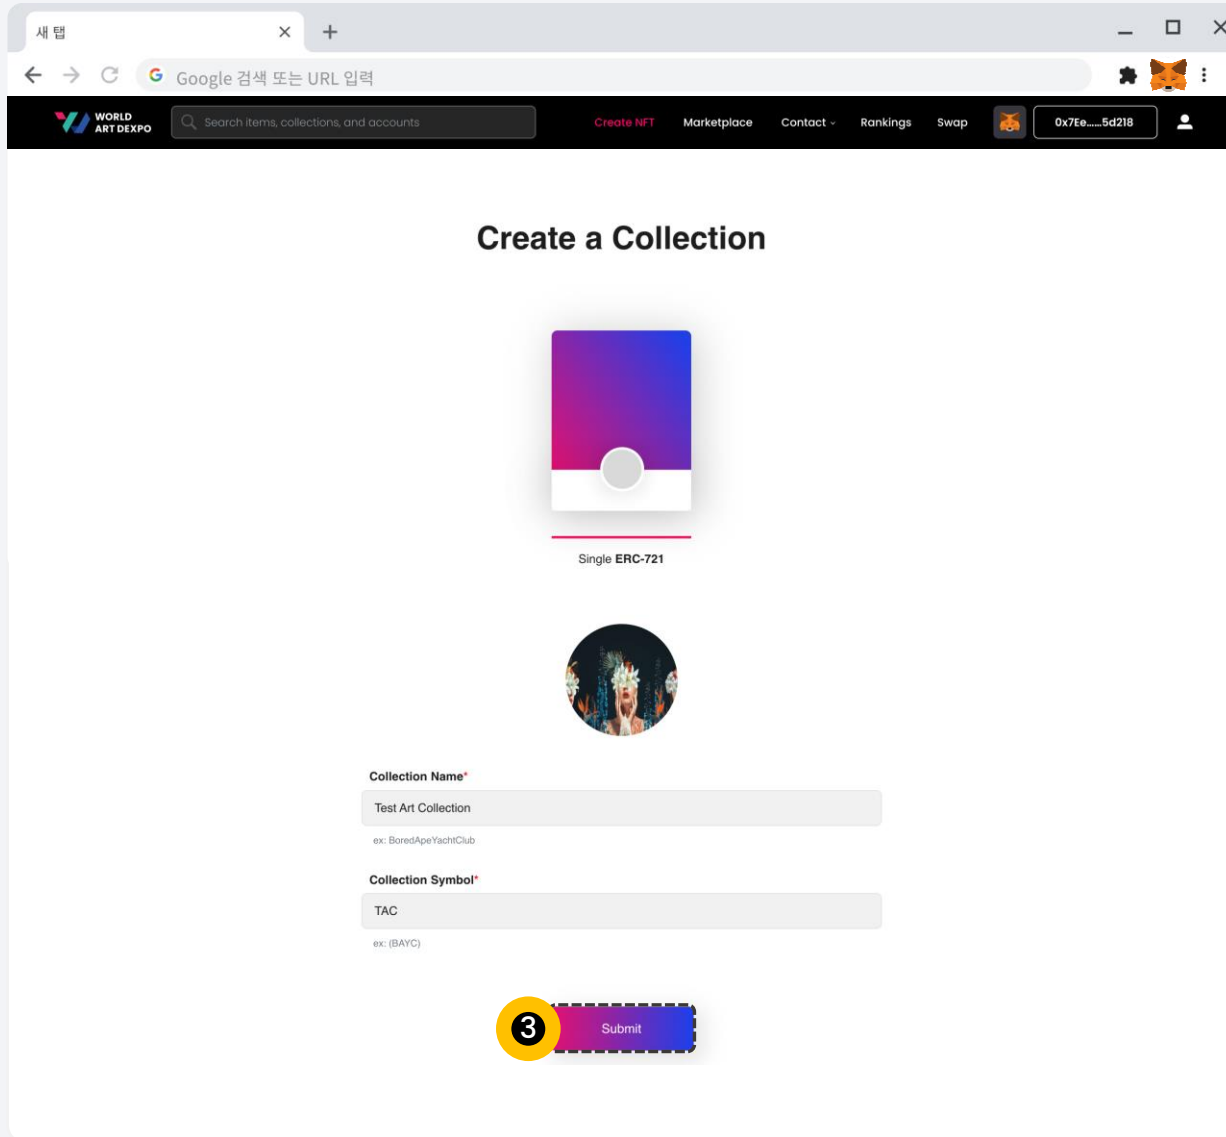 새 탭
Google 검색 또는 URL 입력
WORLD
ART DEXPO
Search items, collections, and accounts
Create NFT
Marketplace
Contact
Rankings
Swap
0x7Ee......5d218
Create a Collection
Single ERC-721
Collection Name*
Test Art Collection
ex: BoredApeYachtClub
Collection Symbol*
TAC
ex: (BAYC)
3
Submit